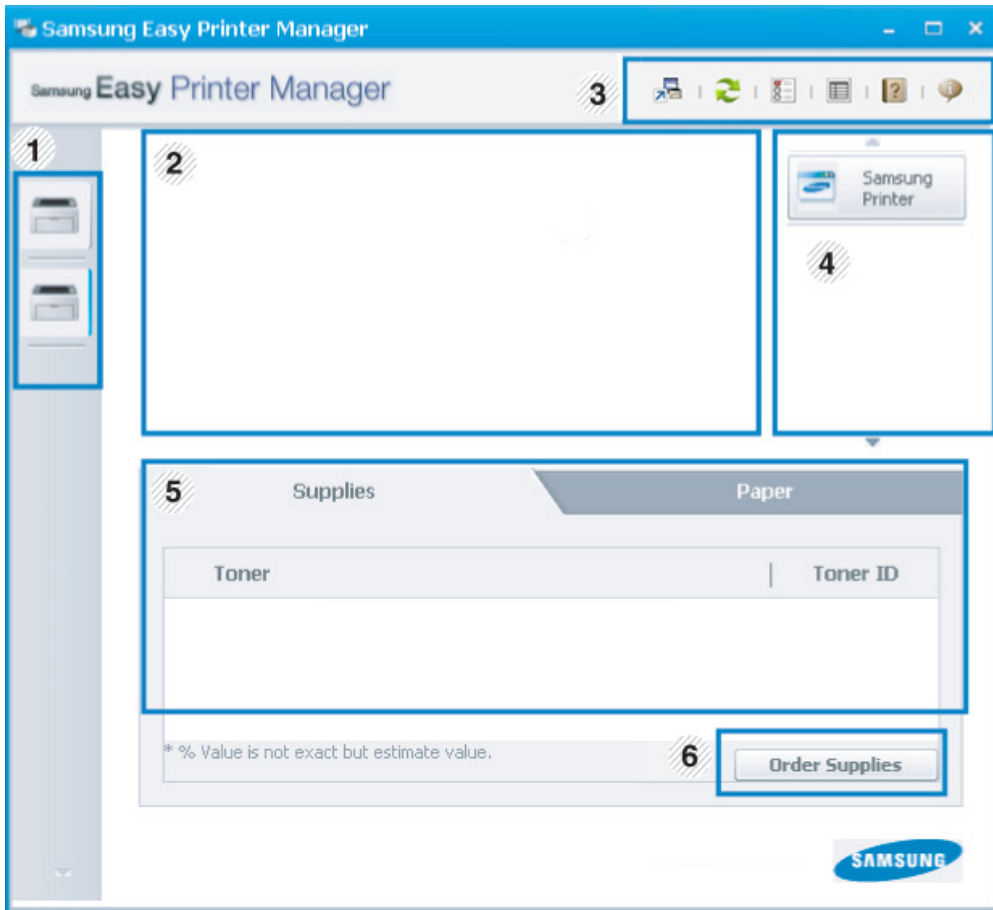 Samsung Easy Printer Manager
Samsung Easy Printer Manager
3
1
2
Samsung
Printer
4
5
Supplies
Paper
Toner
Toner ID
* % Value is not exact but estimate value.
6
Order Supplies
SAMSUNG